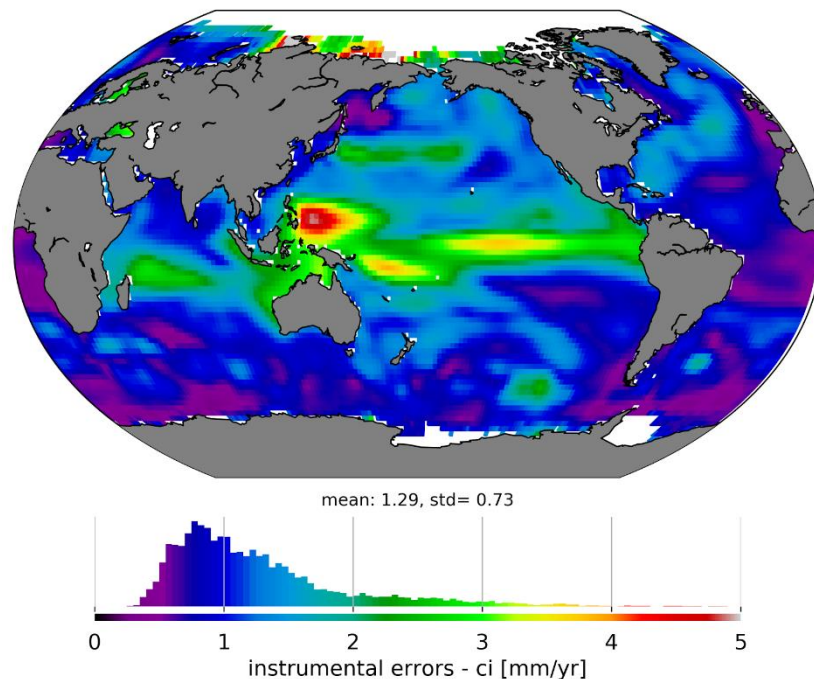 mean: 1.29, std= 0.73
0 1 2 3 4 5
instrumental errors - ci [mm/yr]